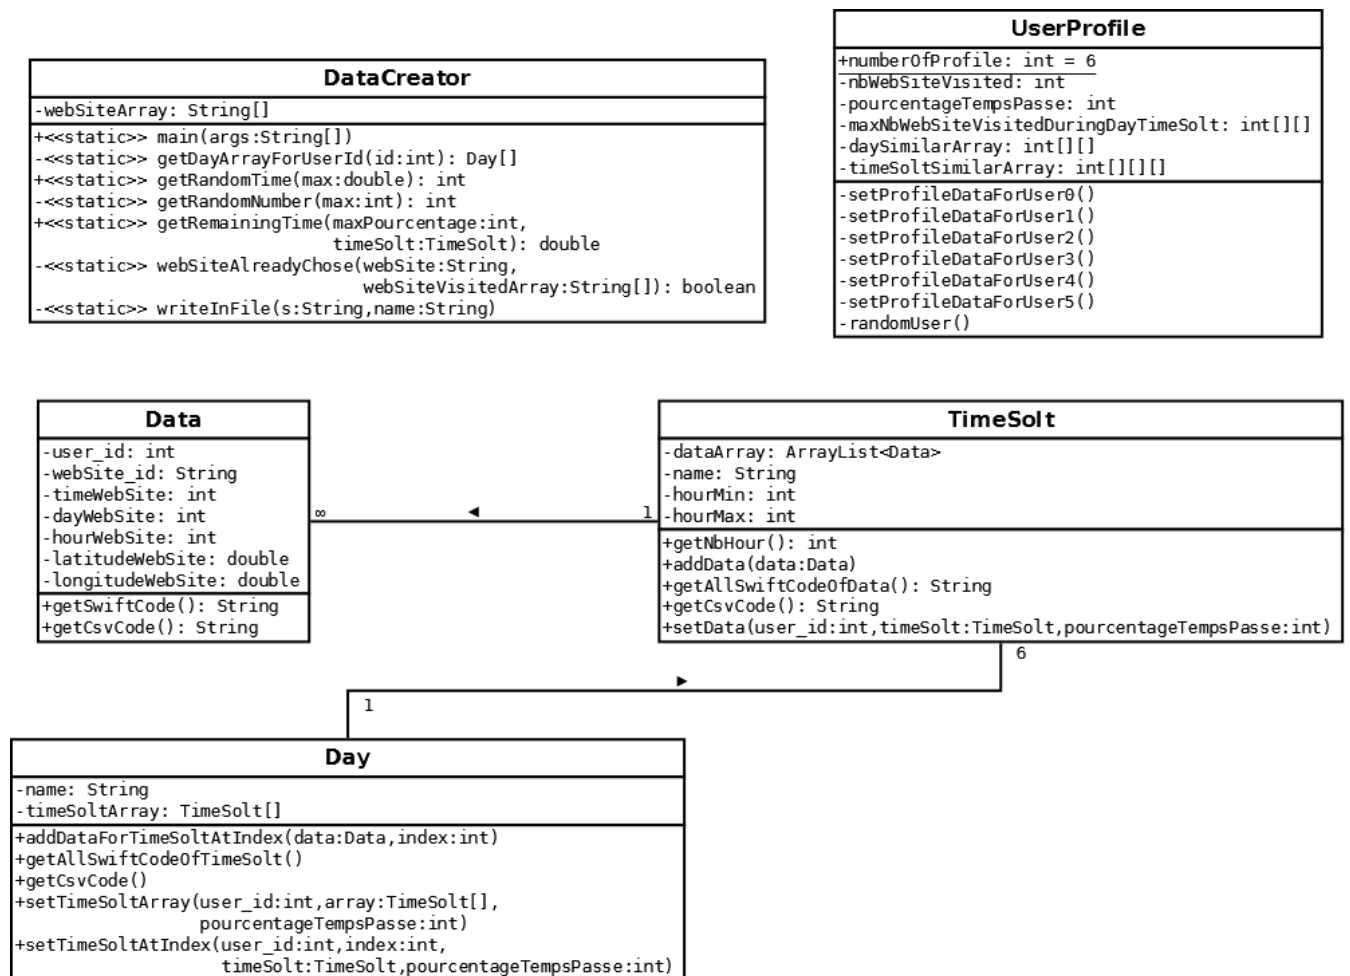 DataCreator
-webSiteArray: String[]
+<<static>> main(args:String[])
-<<static>> getDayArrayForUserId(id:int): Day[]
+<<static>> getRandomTime(max:double): int
-<<static>> getRandomNumber(max:int): int
+<<static>> getRemainingTime(maxPourcentage:int,
timeSolt:TimeSolt): double
-<<static>> webSiteAlreadyChose(webSite:String,
webSiteVisitedArray:String[]): boolean
-<<static>> writeInFile(s:String,name:String)
UserProfile
+numberOfProfile: int = 6
-nbWebSiteVisited: int
-pourcentageTempsPasse: int
-maxNbWebSiteVisitedDuringDayTimeSolt: int[][]
-daySimilarArray: int[][]
-timeSoltSimilarArray: int[][][]
-setProfileDataForUser0()
-setProfileDataForUser1()
-setProfileDataForUser2()
-setProfileDataForUser3()
-setProfileDataForUser4()
-setProfileDataForUser5()
-randomUser()
Data
-user_id: int
-webSite_id: String
-timeWebSite: int
-dayWebSite: int
-hourWebSite: int
-latitudeWebSite: double
-longitudeWebSite: double
+getSwiftCode(): String
+getCsvCode(): String
∞
1
TimeSolt
-dataArray: ArrayList<Data>
-name: String
-hourMin: int
-hourMax: int
+getNbHour(): int
+addData(data:Data)
+getAllSwiftCodeOfData(): String
+getCsvCode(): String
+setData(user_id:int,timeSolt:TimeSolt,pourcentageTempsPasse:int)
6
1
Day
-name: String
-timeSoltArray: TimeSolt[]
+addDataForTimeSoltAtIndex(data:Data,index:int)
+getAllSwiftCodeOfTimeSolt()
+getCsvCode()
+setTimeSoltArray(user_id:int,array:TimeSolt[],
pourcentageTempsPasse:int)
+setTimeSoltAtIndex(user_id:int,index:int,
timeSolt:TimeSolt,pourcentageTempsPasse:int)